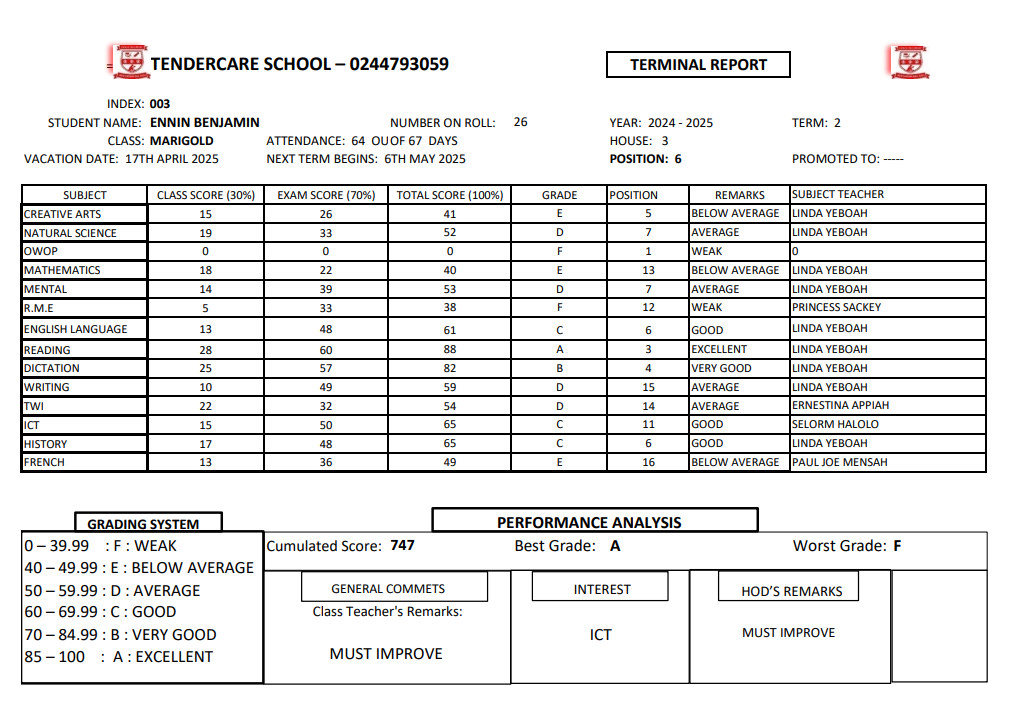 TENDERCARE SCHOOL – 0244793059
TERMINAL REPORT
INDEX: 003
STUDENT NAME: ENNIN BENJAMIN NUMBER ON ROLL: 26 YEAR: 2024 - 2025 TERM: 2
CLASS: MARIGOLD ATTENDANCE: 64 OU OF 67 DAYS HOUSE: 3
VACATION DATE: 17TH APRIL 2025 NEXT TERM BEGINS: 6TH MAY 2025 POSITION: 6 PROMOTED TO: -----
SUBJECT CLASS SCORE (30%) EXAM SCORE (70%) TOTAL SCORE (100%) GRADE POSITION REMARKS SUBJECT TEACHER
CREATIVE ARTS 15 26 41 E 5 BELOW AVERAGE LINDA YEBOAH
NATURAL SCIENCE 19 33 52 D 7 AVERAGE LINDA YEBOAH
OWOP 0 0 0 F 1 WEAK 0
MATHEMATICS 18 22 40 E 13 BELOW AVERAGE LINDA YEBOAH
MENTAL 14 39 53 D 7 AVERAGE LINDA YEBOAH
R.M.E 5 33 38 F 12 WEAK PRINCESS SACKEY
ENGLISH LANGUAGE 13 48 61 C 6 GOOD LINDA YEBOAH
READING 28 60 88 A 3 EXCELLENT LINDA YEBOAH
DICTATION 25 57 82 B 4 VERY GOOD LINDA YEBOAH
WRITING 10 49 59 D 15 AVERAGE LINDA YEBOAH
TWI 22 32 54 D 14 AVERAGE ERNESTINA APPIAH
ICT 15 50 65 C 11 GOOD SELORM HALOLO
HISTORY 17 48 65 C 6 GOOD LINDA YEBOAH
FRENCH 13 36 49 E 16 BELOW AVERAGE PAUL JOE MENSAH
GRADING SYSTEM
0 – 39.99 : F : WEAK
40 – 49.99 : E : BELOW AVERAGE
50 – 59.99 : D : AVERAGE
60 – 69.99 : C : GOOD
70 – 84.99 : B : VERY GOOD
85 – 100 : A : EXCELLENT
PERFORMANCE ANALYSIS
Cumulated Score: 747 Best Grade: A Worst Grade: F
GENERAL COMMETS
Class Teacher's Remarks:
MUST IMPROVE
INTEREST
ICT
HOD'S REMARKS
MUST IMPROVE